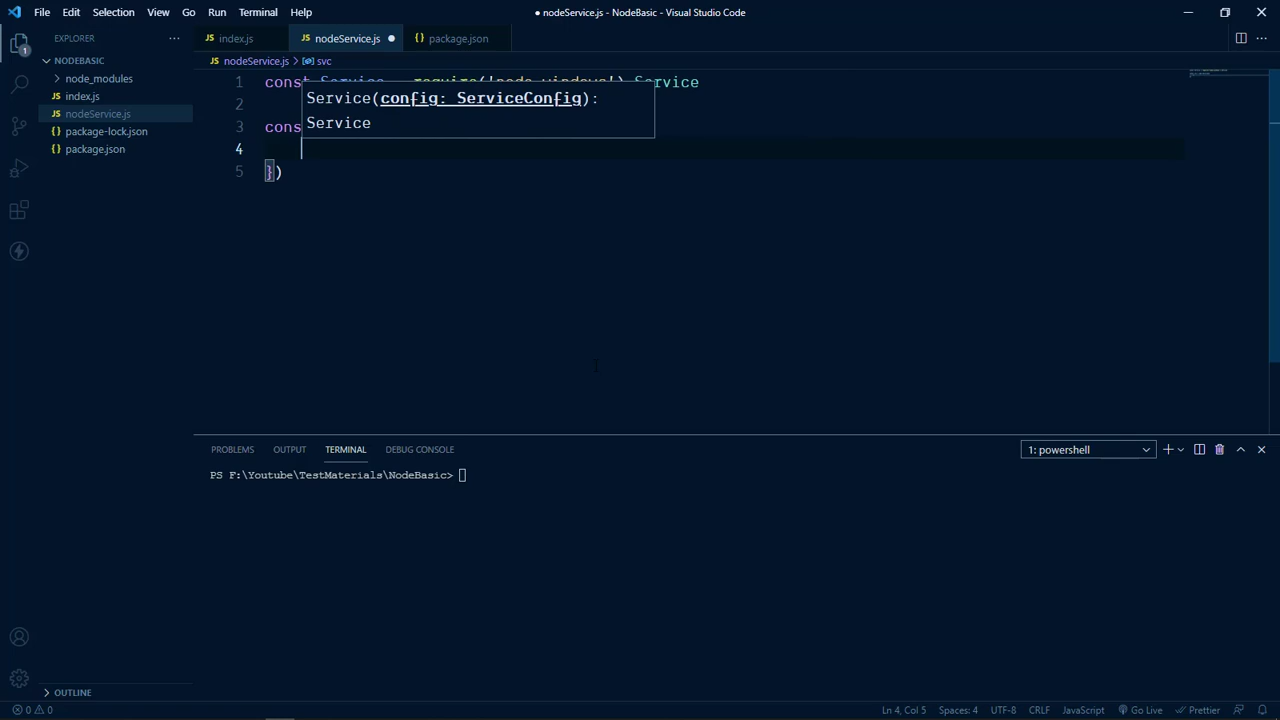 File Edit Selection View Go Run Terminal Help
● nodeService.js - NodeBasic - Visual Studio Code
EXPLORER ···
1
NODEBASIC
node_modules
JS index.js
JS nodeService.js
{} package-lock.json
{} package.json
JS index.js
JS nodeService.js ●
{} package.json
JS nodeService.js > svc
1 const Service = require('node-windows').Service
2
3 cons
4
5 })
Service(config: ServiceConfig):
Service
PROBLEMS OUTPUT TERMINAL DEBUG CONSOLE
1: powershell
PS F:\Youtube\TestMaterials\NodeBasic>
OUTLINE
0 0
Ln 4, Col 5 Spaces: 4 UTF-8 CRLF JavaScript Go Live Prettier